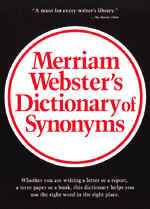 "A must for every writer's library."
Merriam
Webster's
Dictionary of
Synonyms
Whether you are writing a letter or a report,
a term paper or a book, this dictionary helps you
use the right word in the right place.